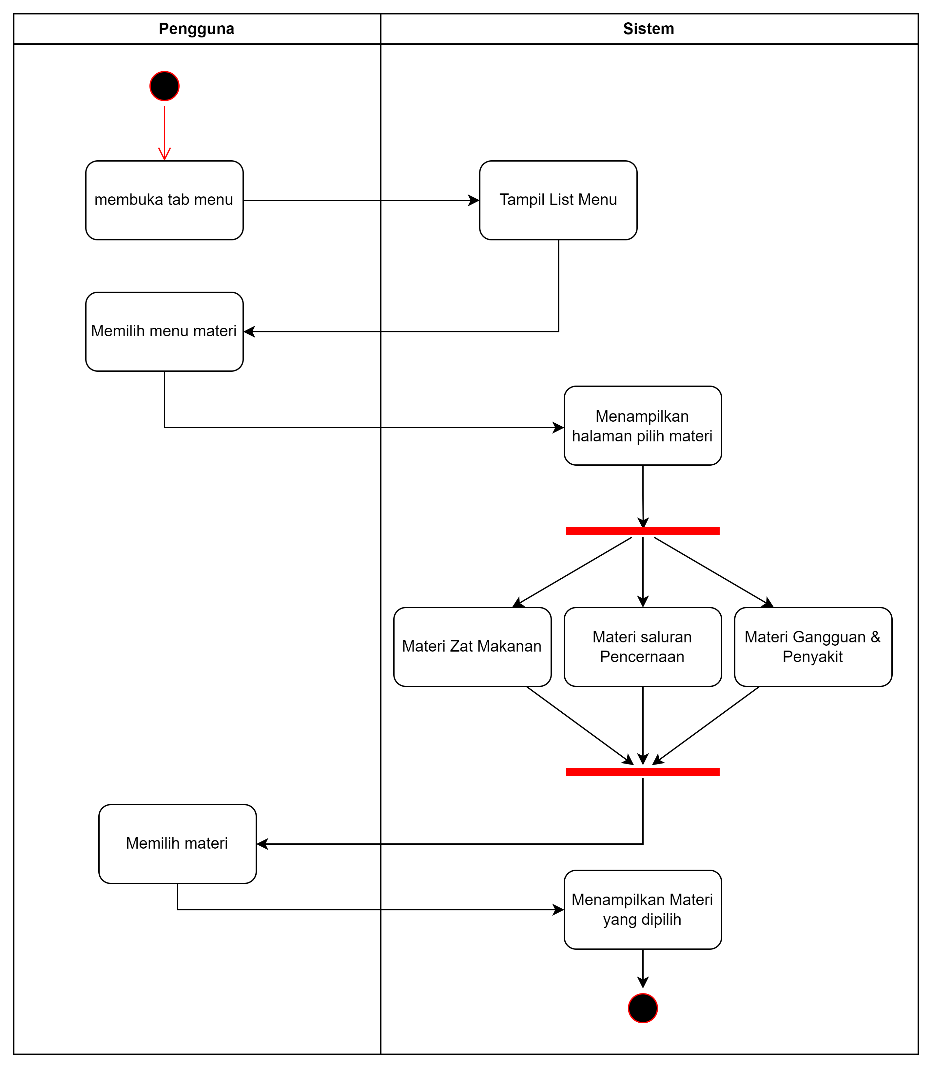 Pengguna
Sistem
membuka tab menu
Tampil List Menu
Memilih menu materi
Menampilkan
halaman pilih materi
Materi Zat Makanan
Materi saluran
Pencernaan
Materi Gangguan &
Penyakit
Memilih materi
Menampilkan Materi
yang dipilih